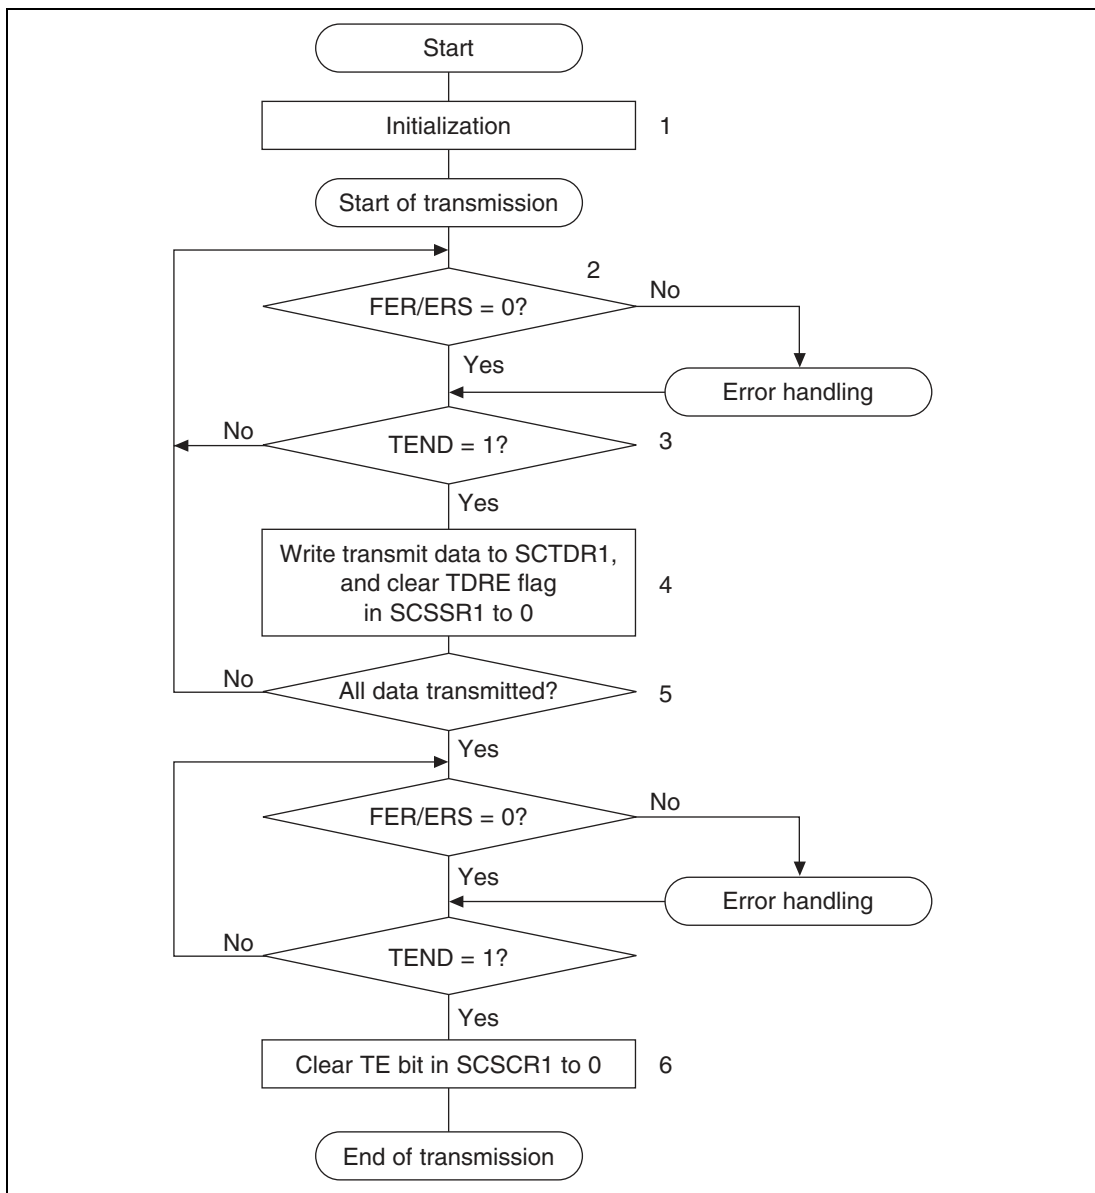 Start
Initialization 1
Start of transmission
2
FER/ERS = 0? No
Yes
Error handling
No
TEND = 1? 3
Yes
Write transmit data to SCTDR1,
and clear TDRE flag
in SCSSR1 to 0
4
No
All data transmitted? 5
Yes
FER/ERS = 0? No
Yes
Error handling
No
TEND = 1?
Yes
Clear TE bit in SCSCR1 to 0 6
End of transmission